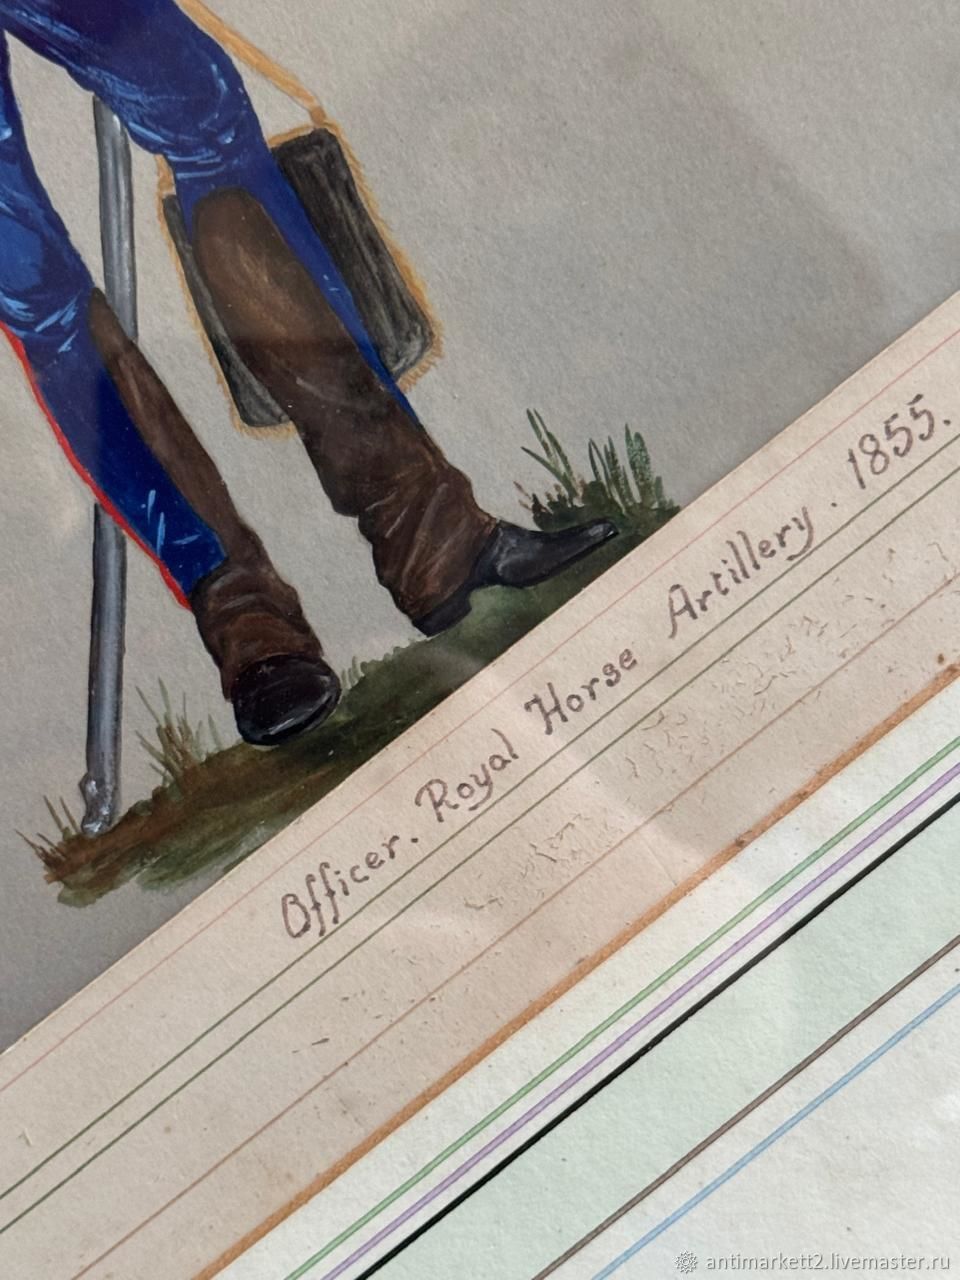 Officer. Royal Horse Artillery. 1855.
antimarkett2.livemaster.ru